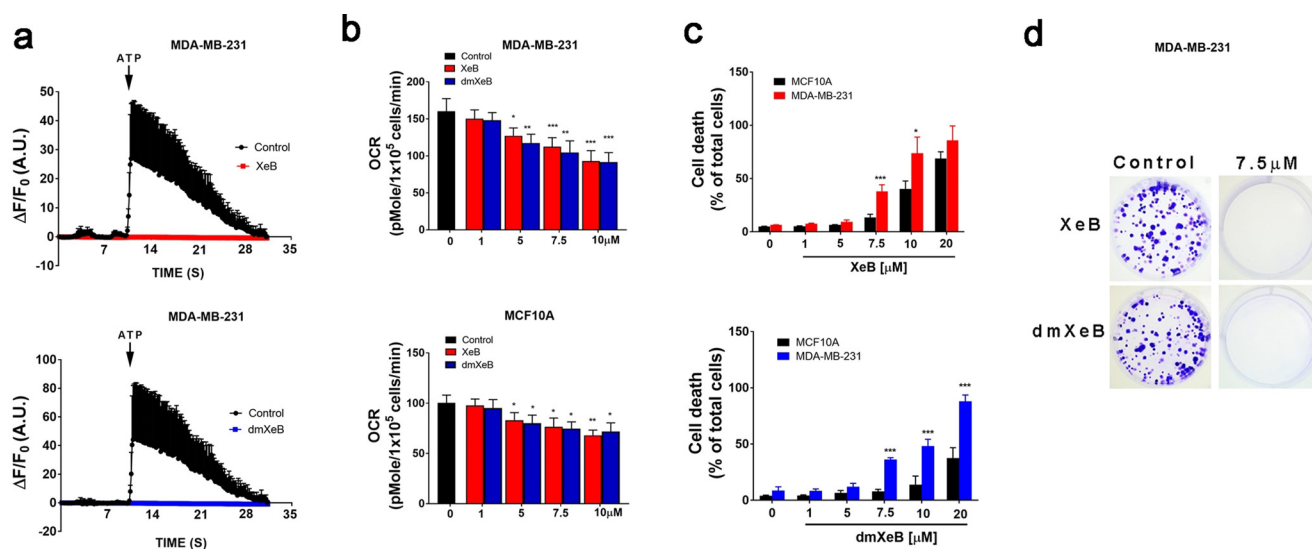 a
MDA-MB-231
ATP
ΔF/F0 (A.U.)
50
40
30
20
10
0
-10
Control
XeB
7
14
21
28
35
TIME (S)
MDA-MB-231
ATP
ΔF/F0 (A.U.)
100
80
60
40
20
0
-20
Control
dmXeB
7
14
21
28
35
TIME (S)
b
MDA-MB-231
Control
XeB
dmXeB
OCR
(pMole/1x10⁵ cells/min)
200
150
100
50
0
* ** *** ** *** ***
0 1 5 7.5 10µM
MCF10A
Control
XeB
dmXeB
OCR
(pMole/1x10⁵ cells/min)
150
100
50
0
* * * * ** *
0 1 5 7.5 10µM
c
MCF10A
MDA-MB-231
Cell death
(% of total cells)
150
100
50
0
*** *
0 1 5 7.5 10 20
XeB [µM]
MCF10A
MDA-MB-231
Cell death
(% of total cells)
150
100
50
0
*** *** ***
0 1 5 7.5 10 20
dmXeB [µM]
d
MDA-MB-231
Control 7.5µM
XeB
dmXeB